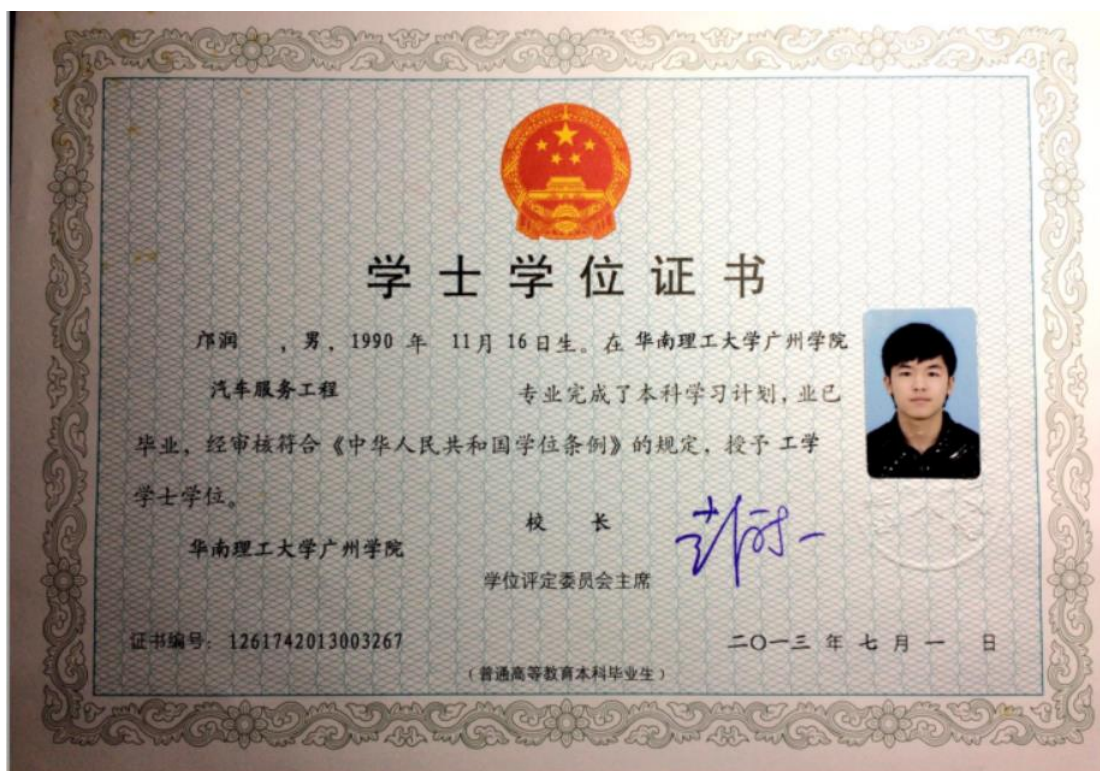 学士学位证书
邝润 ,男,1990 年 11月 16日生。在 华南理工大学广州学院
汽车服务工程 专业完成了本科学习计划,业已
毕业,经审核符合《中华人民共和国学位条例》的规定,授予 工学
学士学位。
校 长
华南理工大学广州学院
学位评定委员会主席
证书编号:1261742013003267
二〇一三 年 七 月 一 日
(普通高等教育本科毕业生)